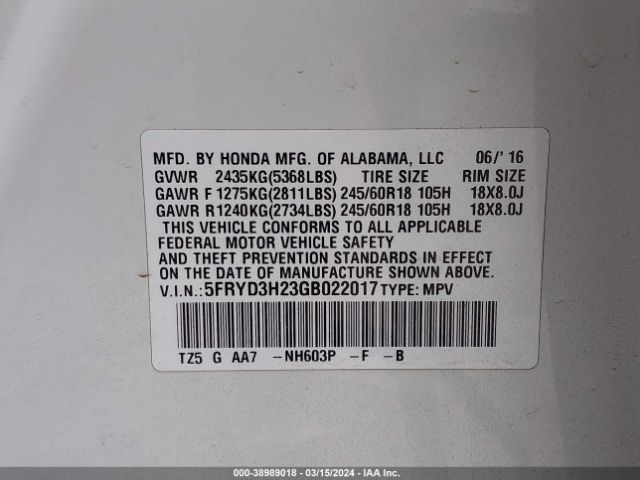 MFD. BY HONDA MFG. OF ALABAMA, LLC 06/'16
GVWR 2435KG(5368LBS) TIRE SIZE RIM SIZE
GAWR F 1275KG(2811LBS) 245/60R18 105H 18X8.0J
GAWR R1240KG(2734LBS) 245/60R18 105H 18X8.0J
THIS VEHICLE CONFORMS TO ALL APPLICABLE
FEDERAL MOTOR VEHICLE SAFETY
AND THEFT PREVENTION STANDARDS IN EFFECT
ON THE DATE OF MANUFACTURE SHOWN ABOVE.
V.I.N.:5FRYD3H23GB022017 TYPE: MPV
TZ5 G AA7 -NH603P -F -B
000-38989018 - 03/15/2024 - IAA Inc.